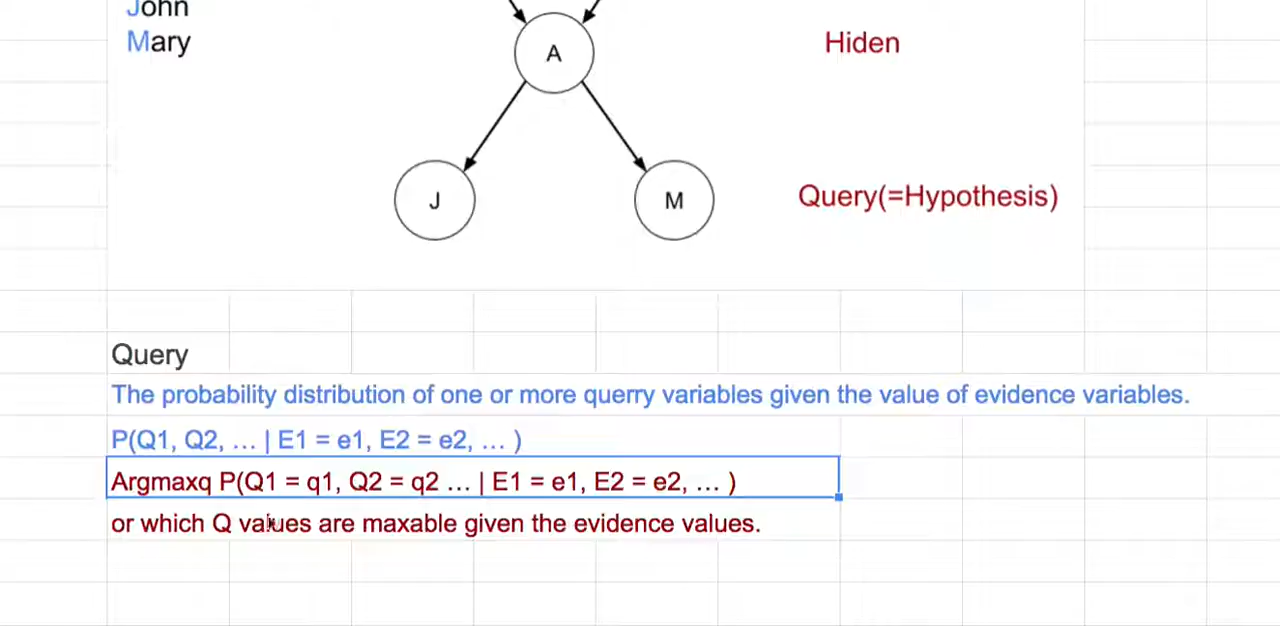 John
Mary
A
Hiden
J
M
Query(=Hypothesis)
Query
The probability distribution of one or more querry variables given the value of evidence variables.
P(Q1, Q2, ... | E1 = e1, E2 = e2, ... )
Argmaxq P(Q1 = q1, Q2 = q2 ... | E1 = e1, E2 = e2, ... )
or which Q values are maxable given the evidence values.